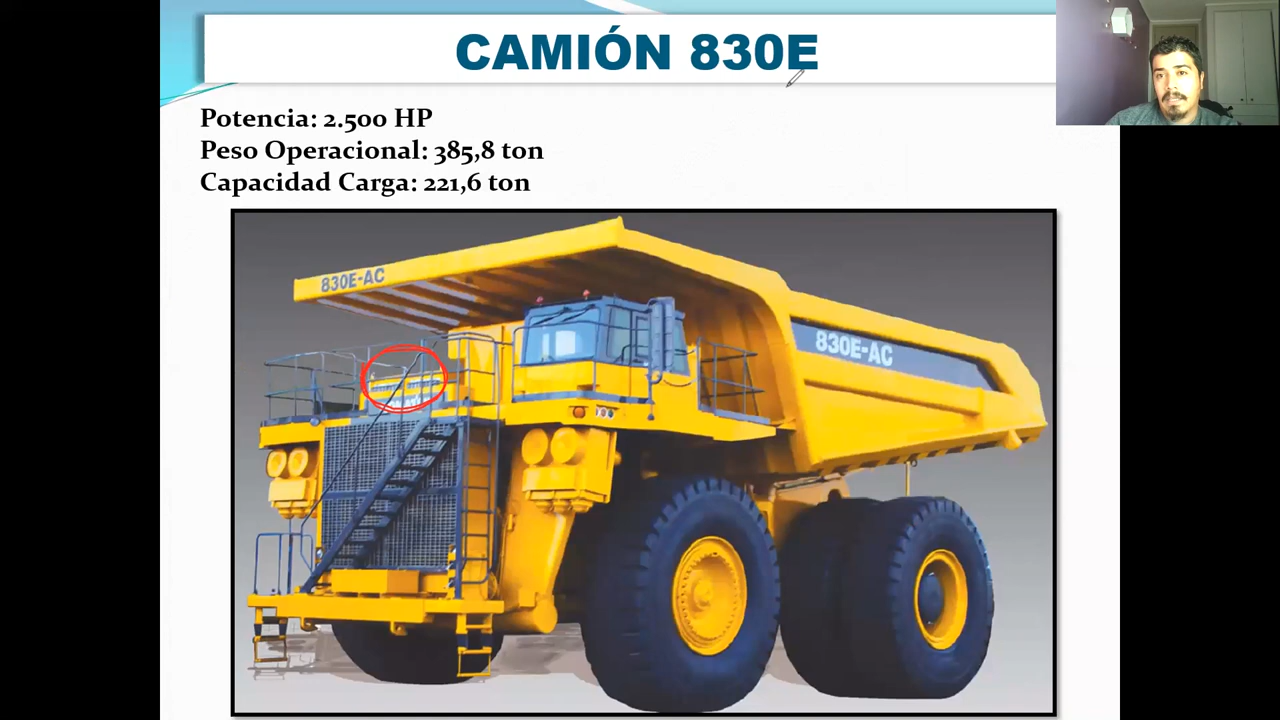 CAMIÓN 830E
Potencia: 2.500 HP
Peso Operacional: 385,8 ton
Capacidad Carga: 221,6 ton
830E-AC
830E-AC